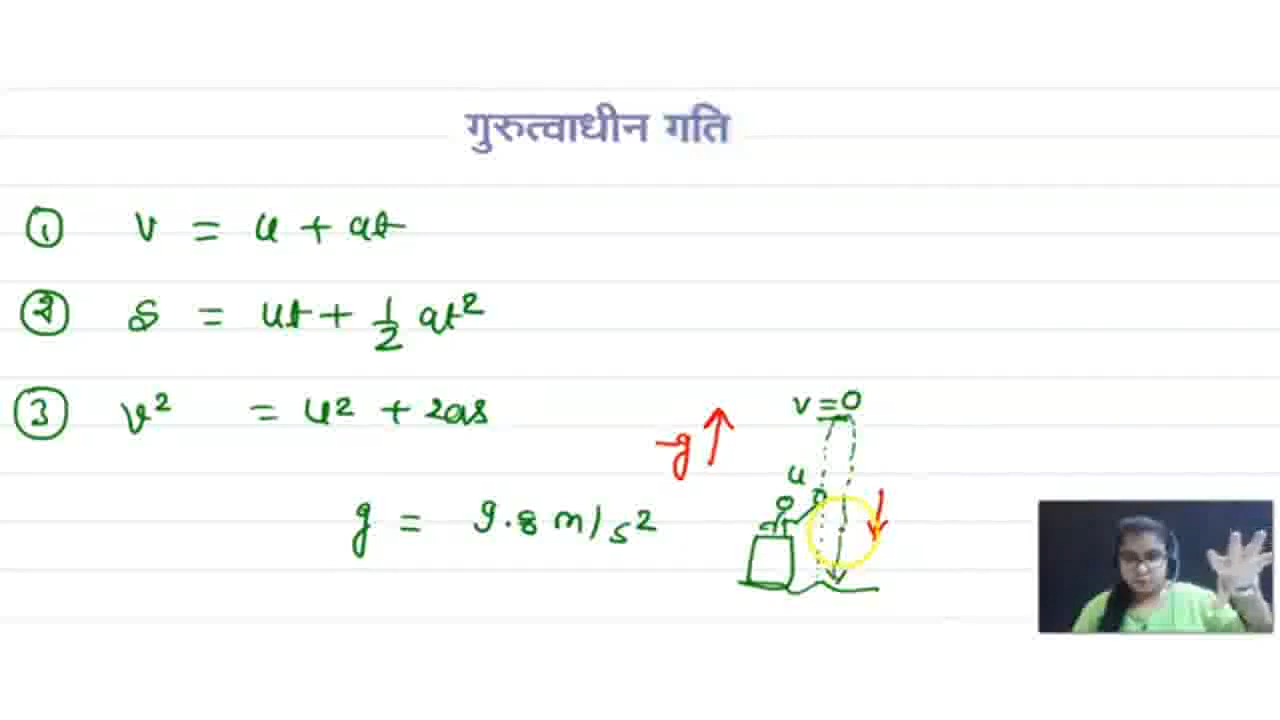 गुरुत्वाधीन गति
① v = u + at
② s = ut + 1/2 at²
③ v² = u² + 2as
g = 9.8 m/s²
-g
v=0
u